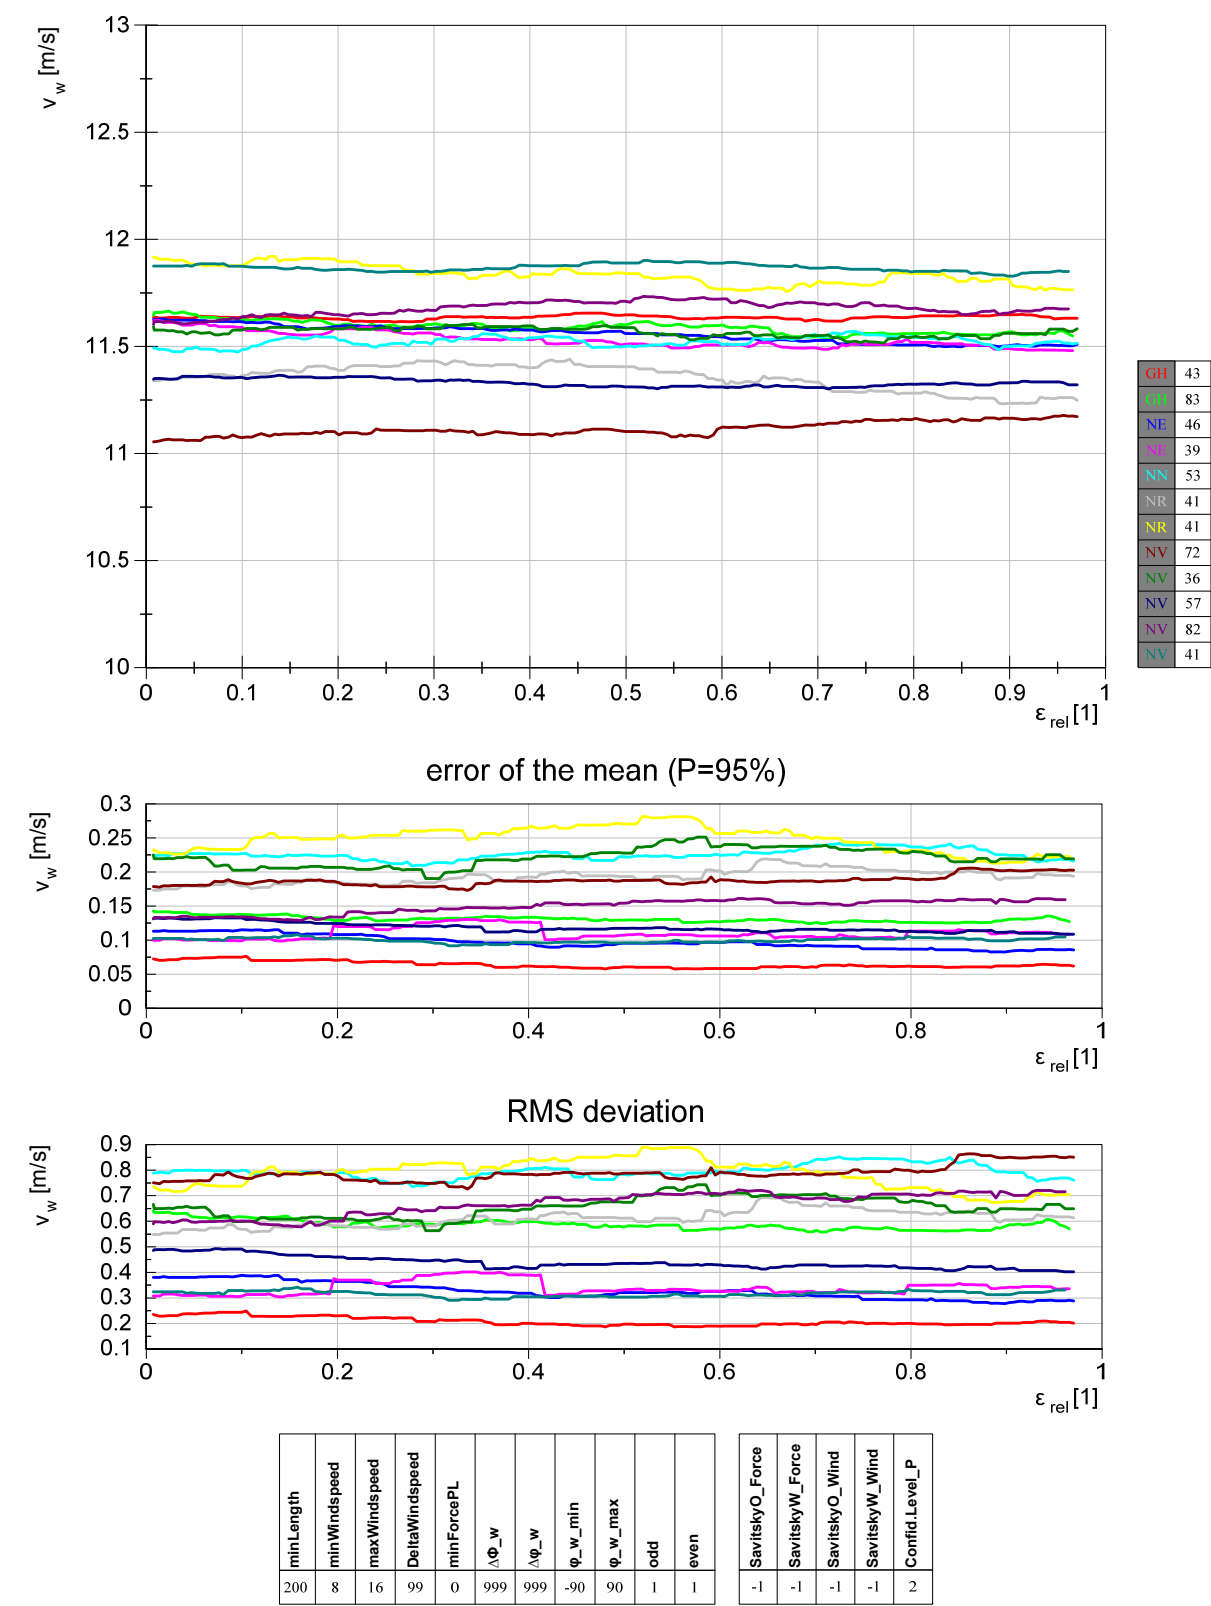 v w [m/s]
13
12.5
12
11.5
11
10.5
10
0 0.1 0.2 0.3 0.4 0.5 0.6 0.7 0.8 0.9 1
ε rel [1]
GH 43
GH 83
NE 46
NE 39
NN 53
NR 41
NR 41
NV 72
NV 36
NV 57
NV 82
NV 41
error of the mean (P=95%)
v w [m/s]
0.3
0.25
0.2
0.15
0.1
0.05
0
0 0.2 0.4 0.6 0.8 1
ε rel [1]
RMS deviation
v w [m/s]
0.9
0.8
0.7
0.6
0.5
0.4
0.3
0.2
0.1
0 0.2 0.4 0.6 0.8 1
ε rel [1]
minLength minWindspeed maxWindspeed DeltaWindspeed minForcePL ΔΦ_w Δφ_w φ_w_min φ_w_max odd even
200 8 16 99 0 999 999 -90 90 1 1
SavitskyO_Force SavitskyW_Force SavitskyO_Wind SavitskyW_Wind Confid.Level_P
-1 -1 -1 -1 2